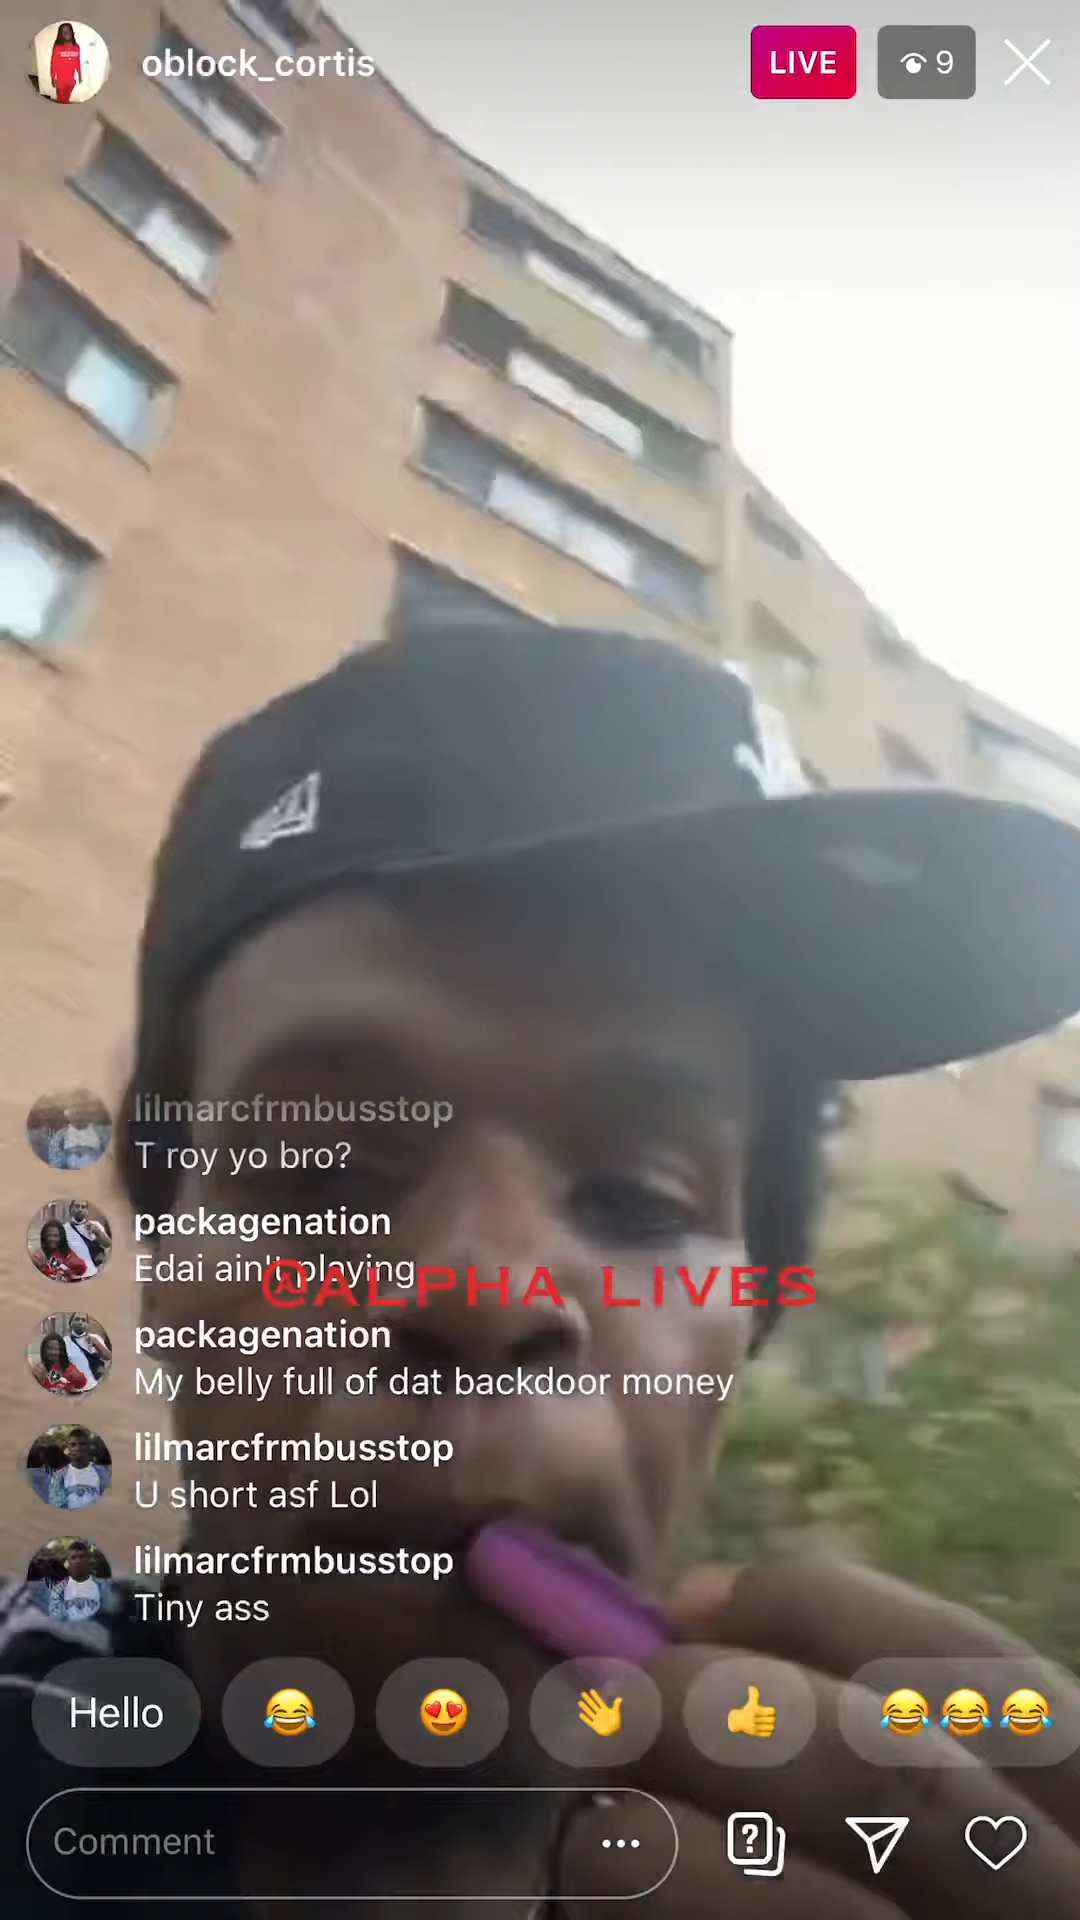 oblock_cortis
LIVE
9
lilmarcfrmbusstop
T roy yo bro?
packagenation
Edai ain't playing
@ALPHA LIVES
packagenation
My belly full of dat backdoor money
lilmarcfrmbusstop
U short asf Lol
lilmarcfrmbusstop
Tiny ass
Hello 😂 😍 👋 👍 😂😂😂
Comment